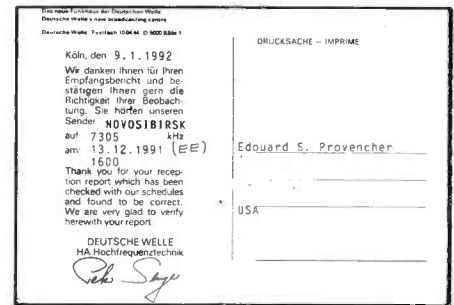 Das neue Funkhaus der Deutschen Welle
Deutsche Welle's new broadcasting centre
Deutsche Welle Postfach 10 04 44 D 5000 Köln 1
Köln, den 9.1.1992
Wir danken Ihnen für Ihren
Empfangsbericht und be-
stätigen Ihnen gern die
Richtigkeit Ihrer Beobach-
tung. Sie hörten unseren
Sender NOVOSIBIRSK
auf 7305 kHz
am: 13.12.1991 (EE)
1600
Thank you for your recep-
tion report which has been
checked with our schedules
and found to be correct.
We are very glad to verify
herewith your report.
DEUTSCHE WELLE
HA Hochfrequenztechnik
DRUCKSACHE – IMPRIME
Edouard S. Provencher
USA